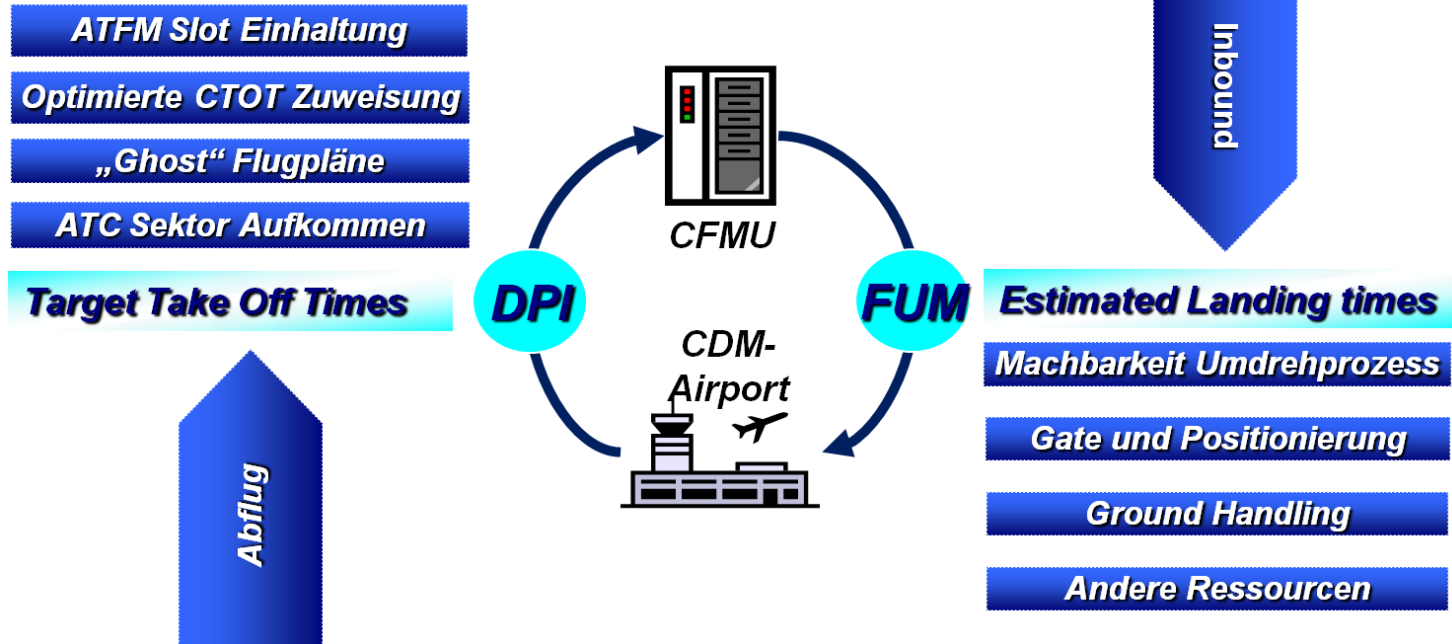 ATFM Slot Einhaltung
Optimierte CTOT Zuweisung
„Ghost“ Flugpläne
ATC Sektor Aufkommen
Target Take Off Times
Abflug
DPI
CFMU
CDM-
Airport
FUM
Inbound
Estimated Landing times
Machbarkeit Umdrehprozess
Gate und Positionierung
Ground Handling
Andere Ressourcen